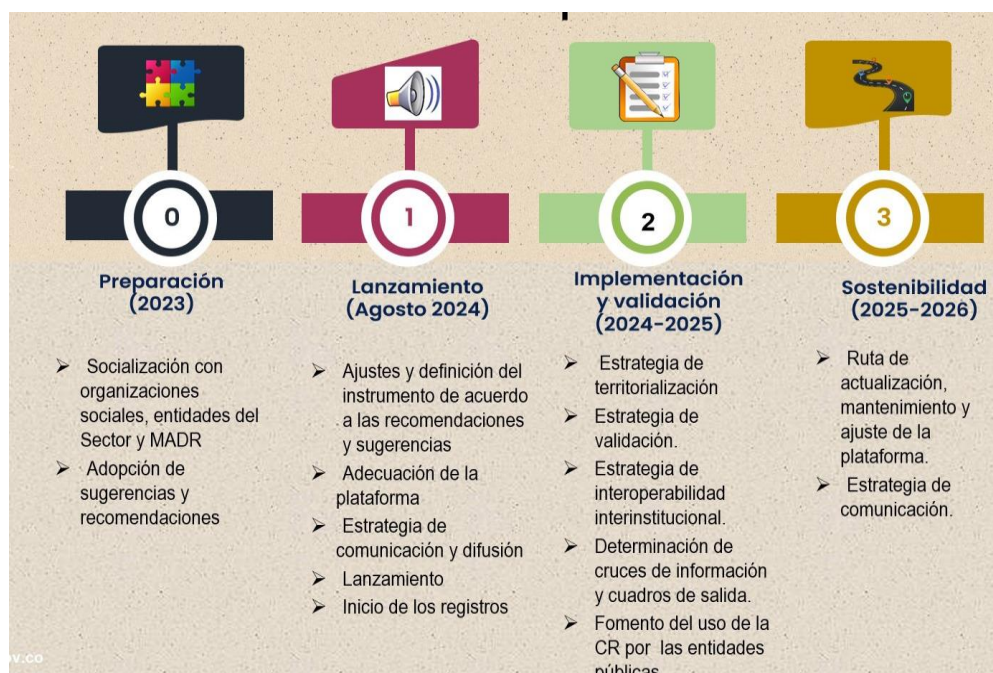 0
Preparación
(2023)
➢ Socialización con
organizaciones
sociales, entidades del
Sector y MADR
➢ Adopción de
sugerencias y
recomendaciones
1
Lanzamiento
(Agosto 2024)
➢ Ajustes y definición del
instrumento de acuerdo
a las recomendaciones
y sugerencias
➢ Adecuación de la
plataforma
➢ Estrategia de
comunicación y difusión
➢ Lanzamiento
➢ Inicio de los registros
2
Implementación
y validación
(2024-2025)
➢ Estrategia de
territorialización
➢ Estrategia de
validación.
➢ Estrategia de
interoperabilidad
interinstitucional.
➢ Determinación de
cruces de información
y cuadros de salida.
➢ Fomento del uso de la
CR por las entidades
públicas
3
Sostenibilidad
(2025-2026)
➢ Ruta de
actualización,
mantenimiento y
ajuste de la
plataforma.
➢ Estrategia de
comunicación.
ov.co